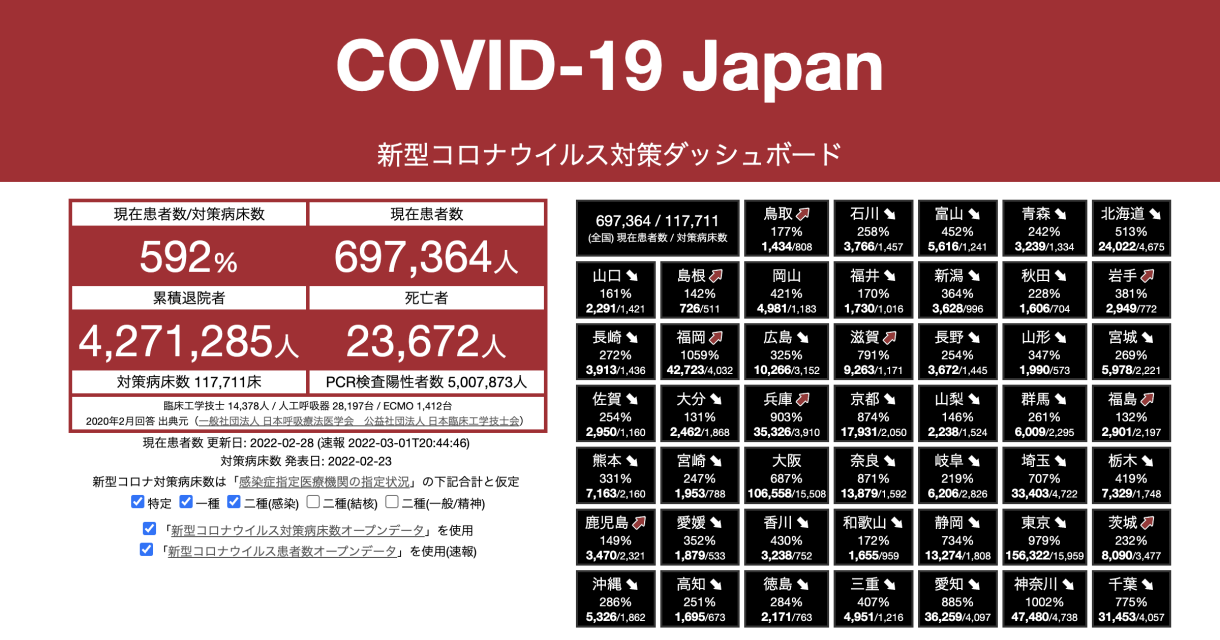 COVID-19 Japan
新型コロナウイルス対策ダッシュボード
現在患者数/対策病床数
現在患者数
592%
697,364人
累積退院者
死亡者
4,271,285人
23,672人
対策病床数 117,711床
PCR検査陽性者数 5,007,873人
臨床工学技士 14,378人 / 人工呼吸器 28,197台 / ECMO 1,412台
2020年2月回答 出典元 (一般社団法人 日本呼吸療法医学会　公益社団法人 日本臨床工学技士会)
現在患者数 更新日: 2022-02-28 (速報 2022-03-01T20:44:46)
対策病床数 発表日: 2022-02-23
新型コロナ対策病床数は「感染症指定医療機関の指定状況」の下記合計と仮定
特定 一種 二種(感染) 二種(結核) 二種(一般/精神)
「新型コロナウイルス対策病床数オープンデータ」を使用
「新型コロナウイルス患者数オープンデータ」を使用(速報)
697,364 / 117,711
(全国) 現在患者数 / 対策病床数
鳥取
177%
1,434/808
石川
258%
3,766/1,457
富山
452%
5,616/1,241
青森
242%
3,239/1,334
北海道
513%
24,022/4,675
山口
161%
2,291/1,421
島根
142%
726/511
岡山
421%
4,981/1,183
福井
170%
1,730/1,016
新潟
364%
3,628/996
秋田
228%
1,606/704
岩手
381%
2,949/772
長崎
272%
3,913/1,436
福岡
1059%
42,723/4,032
広島
325%
10,266/3,152
滋賀
791%
9,263/1,171
長野
254%
3,672/1,445
山形
347%
1,990/573
宮城
269%
5,978/2,221
佐賀
254%
2,950/1,160
大分
131%
2,462/1,868
兵庫
903%
35,326/3,910
京都
874%
17,931/2,050
山梨
146%
2,238/1,524
群馬
261%
6,009/2,295
福島
132%
2,901/2,197
熊本
331%
7,163/2,160
宮崎
247%
1,953/788
大阪
687%
106,558/15,508
奈良
871%
13,879/1,592
岐阜
219%
6,206/2,826
埼玉
707%
33,403/4,722
栃木
419%
7,329/1,748
鹿児島
149%
3,470/2,321
愛媛
352%
1,879/533
香川
430%
3,238/752
和歌山
172%
1,655/959
静岡
734%
13,274/1,808
東京
979%
156,322/15,959
茨城
232%
8,090/3,477
沖縄
286%
5,326/1,862
高知
251%
1,695/673
徳島
284%
2,171/763
三重
407%
4,951/1,216
愛知
885%
36,259/4,097
神奈川
1002%
47,480/4,738
千葉
775%
31,453/4,057